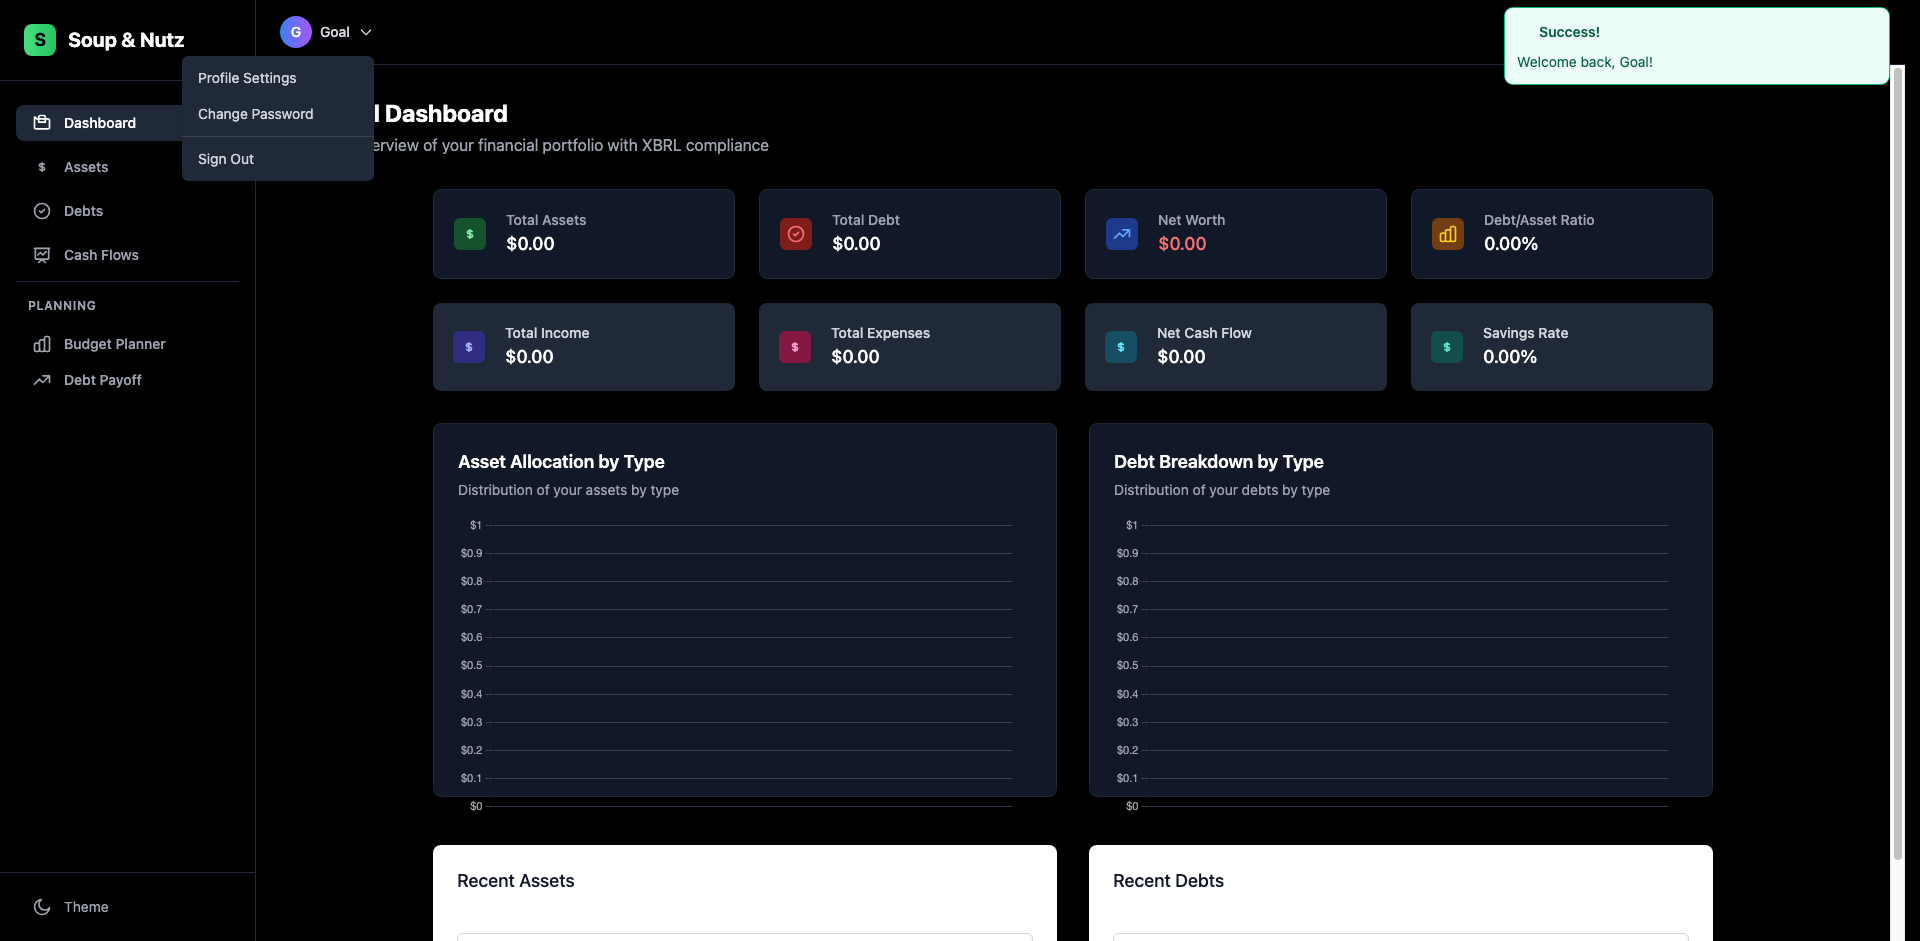 S
Soup & Nutz
G
Goal
Success!
Welcome back, Goal!
Profile Settings
Change Password
Sign Out
Dashboard
Assets
Debts
Cash Flows
PLANNING
Budget Planner
Debt Payoff
Theme
l Dashboard
erview of your financial portfolio with XBRL compliance
$
Total Assets
$0.00
Total Debt
$0.00
Net Worth
$0.00
Debt/Asset Ratio
0.00%
$
Total Income
$0.00
$
Total Expenses
$0.00
$
Net Cash Flow
$0.00
$
Savings Rate
0.00%
Asset Allocation by Type
Distribution of your assets by type
$1
$0.9
$0.8
$0.7
$0.6
$0.5
$0.4
$0.3
$0.2
$0.1
$0
Debt Breakdown by Type
Distribution of your debts by type
$1
$0.9
$0.8
$0.7
$0.6
$0.5
$0.4
$0.3
$0.2
$0.1
$0
Recent Assets
Recent Debts